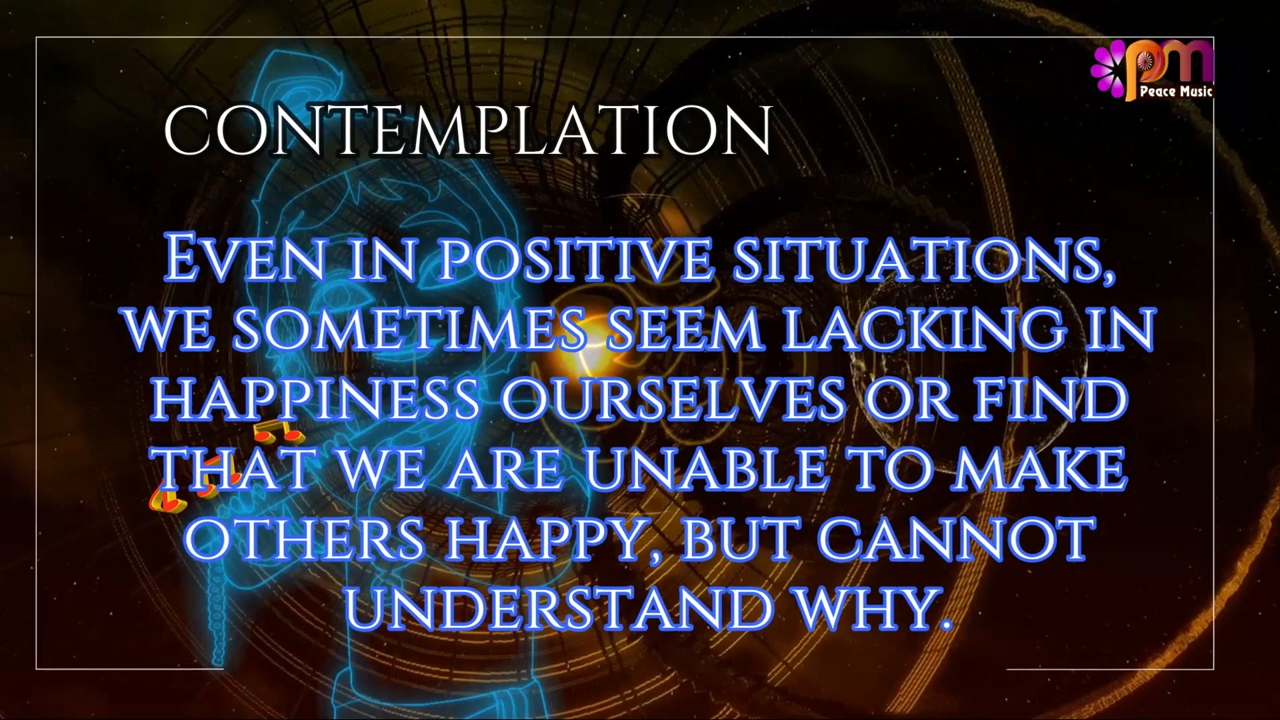 pm
Peace Music
CONTEMPLATION
EVEN IN POSITIVE SITUATIONS,
WE SOMETIMES SEEM LACKING IN
HAPPINESS OURSELVES OR FIND
THAT WE ARE UNABLE TO MAKE
OTHERS HAPPY, BUT CANNOT
UNDERSTAND WHY.